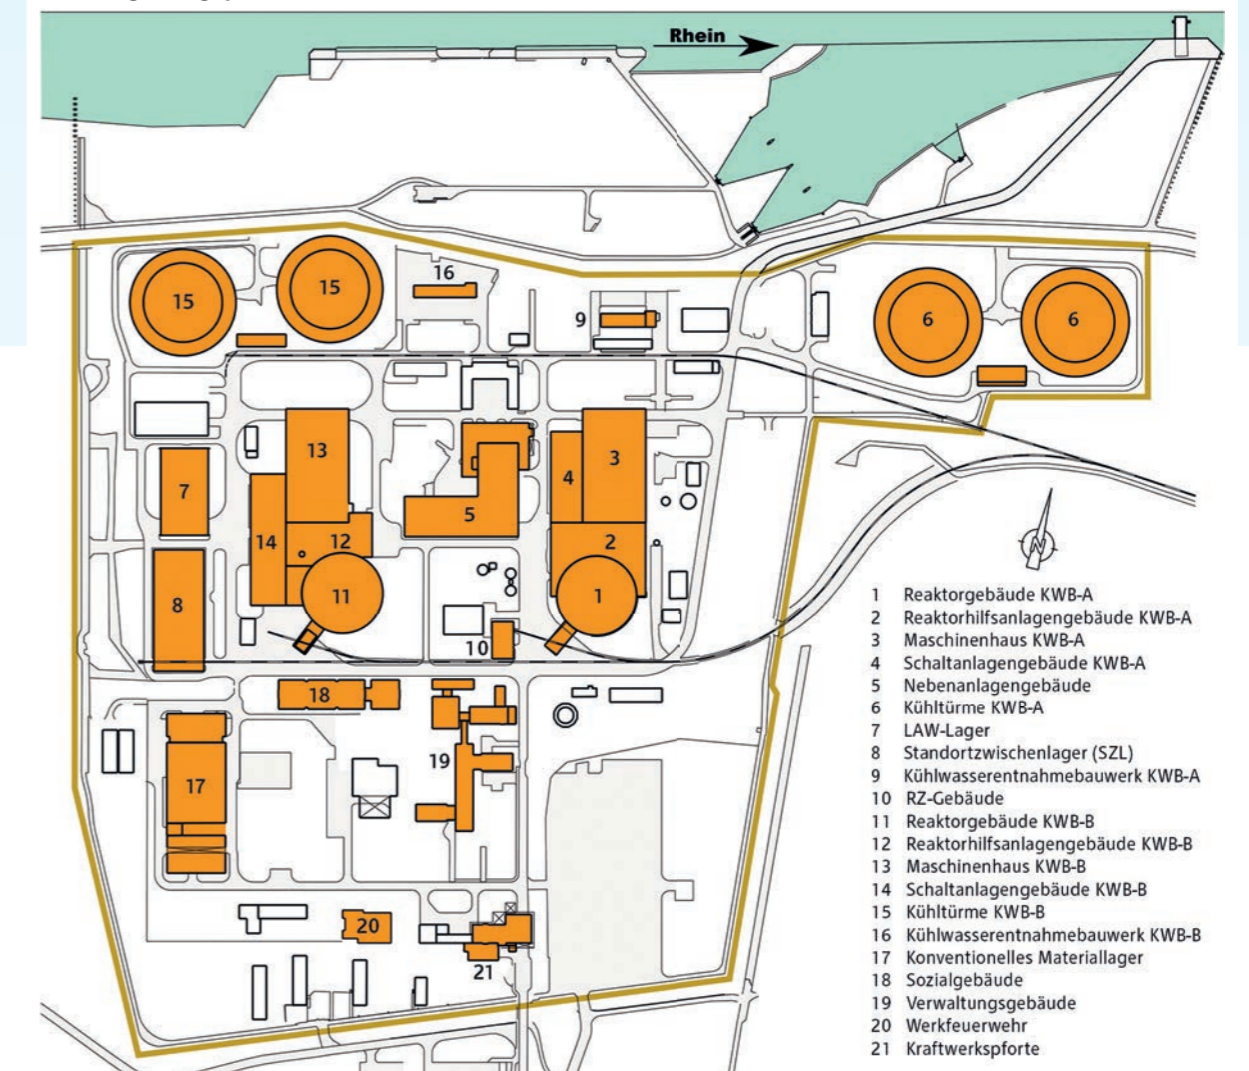 Rhein
15
15
16
9
6
6
13
3
4
7
5
14
12
2
11
1
8
10
18
19
17
20
21
N
1 Reaktorgebäude KWB-A
2 Reaktorhilfsanlagengebäude KWB-A
3 Maschinenhaus KWB-A
4 Schaltanlagengebäude KWB-A
5 Nebenanlagengebäude
6 Kühltürme KWB-A
7 LAW-Lager
8 Standortzwischenlager (SZL)
9 Kühlwasserentnahmebauwerk KWB-A
10 RZ-Gebäude
11 Reaktorgebäude KWB-B
12 Reaktorhilfsanlagengebäude KWB-B
13 Maschinenhaus KWB-B
14 Schaltanlagengebäude KWB-B
15 Kühltürme KWB-B
16 Kühlwasserentnahmebauwerk KWB-B
17 Konventionelles Materiallager
18 Sozialgebäude
19 Verwaltungsgebäude
20 Werkfeuerwehr
21 Kraftwerkspforte